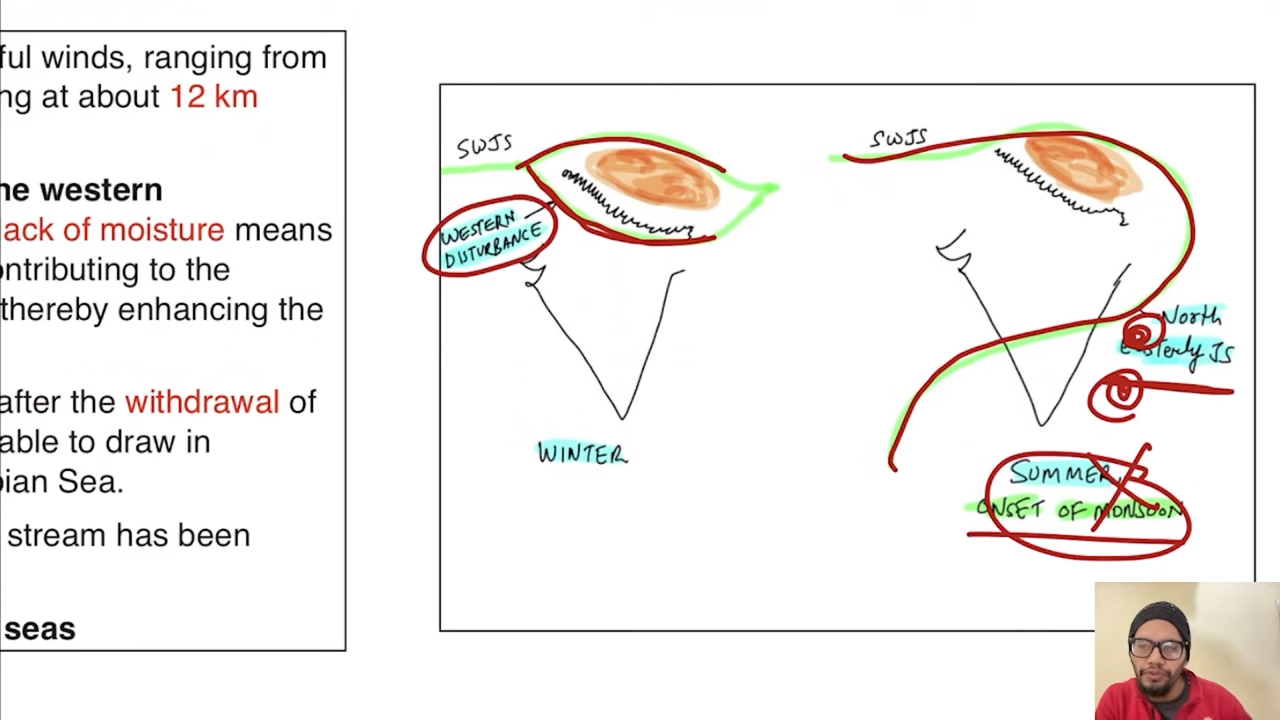 ful winds, ranging from
ng at about 12 km
he western
lack of moisture means
ontributing to the
thereby enhancing the
after the withdrawal of
able to draw in
bian Sea.
stream has been
seas
SWJS
WESTERN
DISTURBANCE
WINTER
SWJS
North
easterly JS
SUMMER,
ONSET OF MONSOON